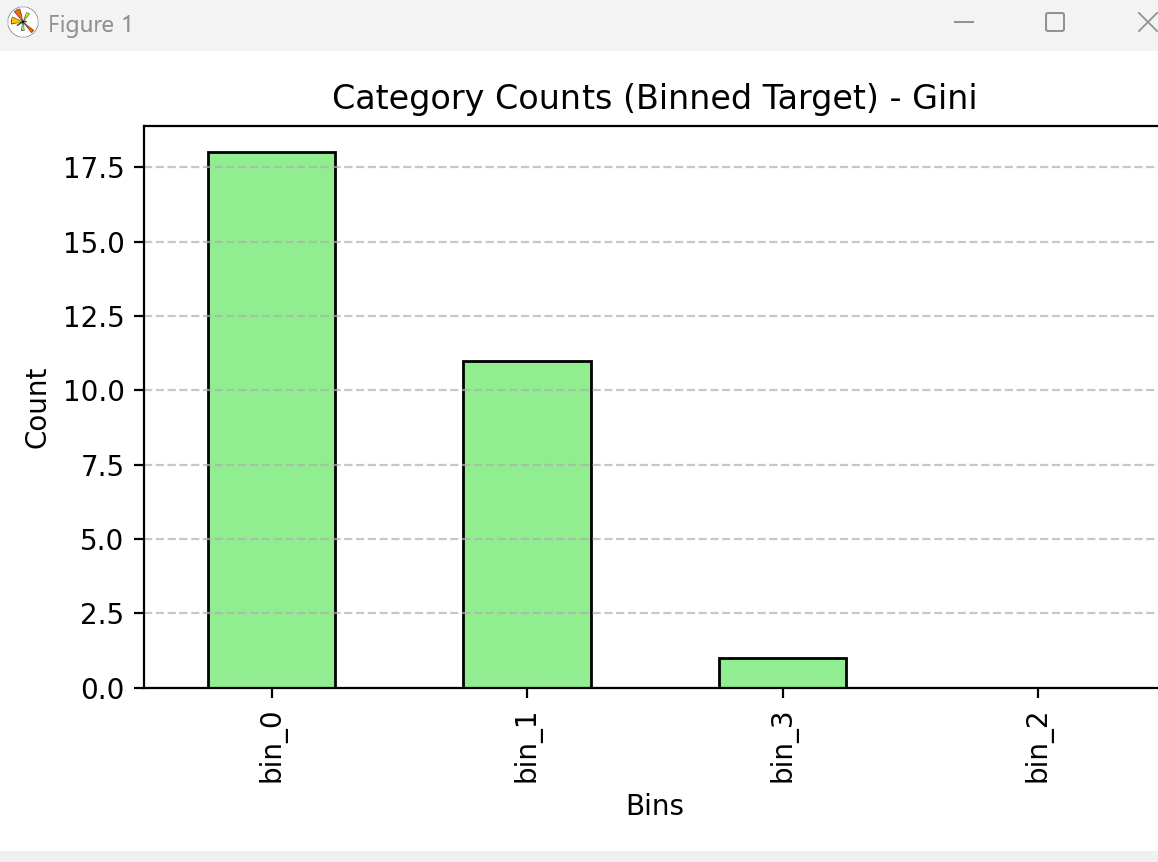 Figure 1
Category Counts (Binned Target) - Gini
17.5
15.0
12.5
10.0
7.5
5.0
2.5
0.0
Count
bin_0
bin_1
bin_3
bin_2
Bins